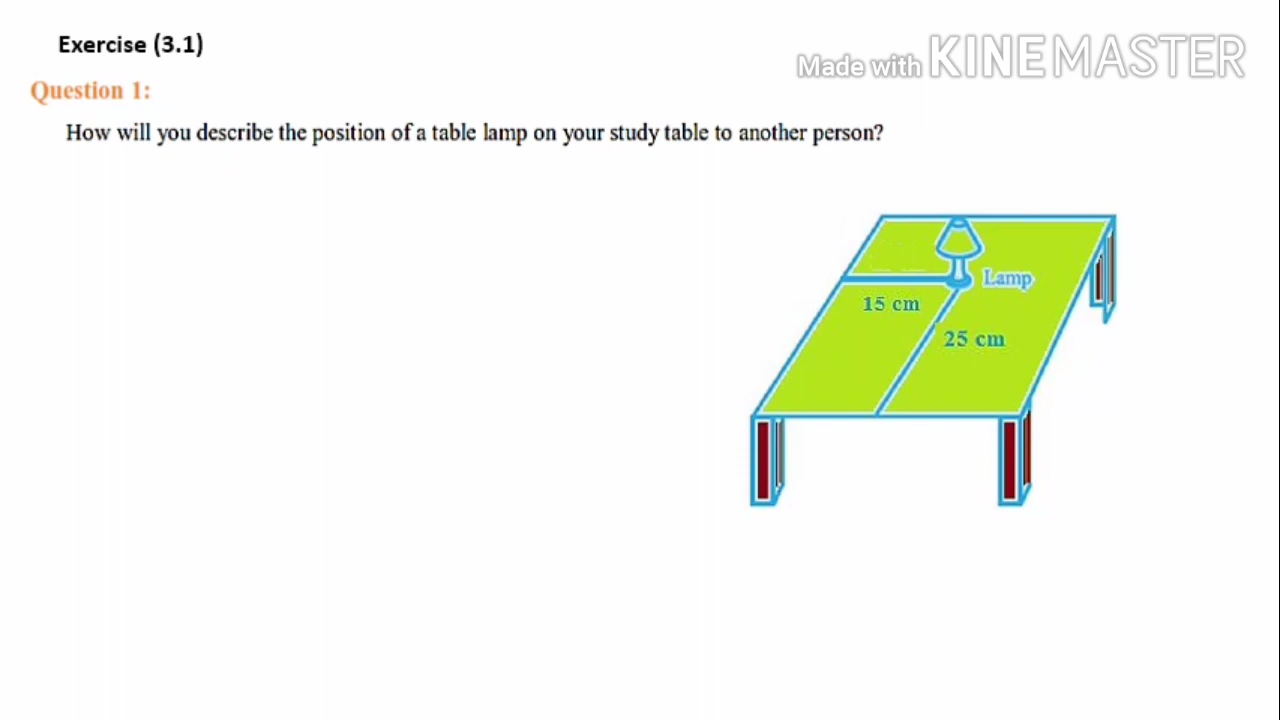 Exercise (3.1)
Made with KINEMASTER
Question 1:
How will you describe the position of a table lamp on your study table to another person?
Lamp
15 cm
25 cm